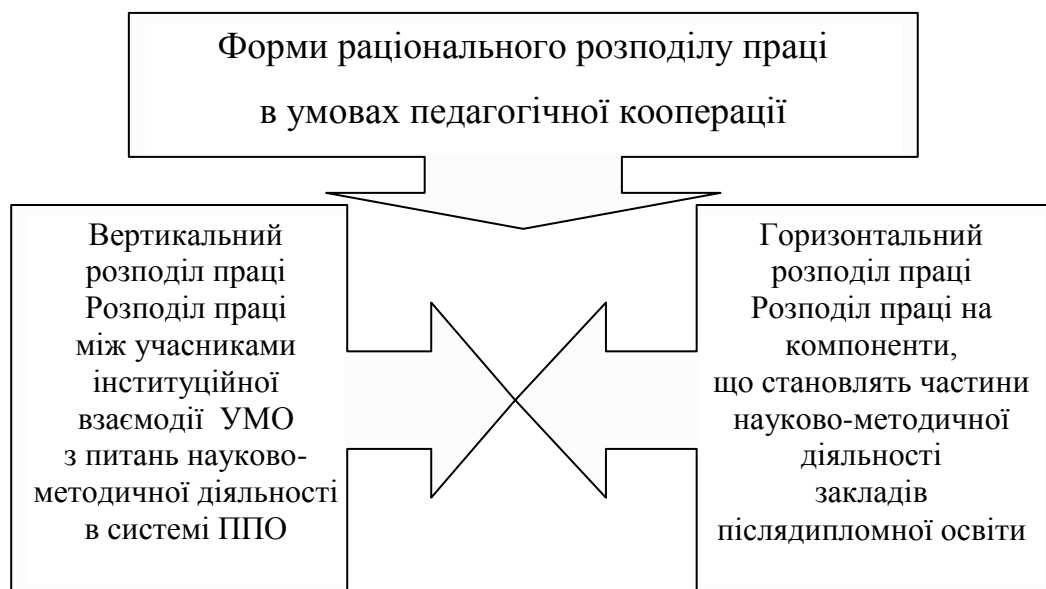 Форми раціонального розподілу праці
в умовах педагогічної кооперації
Вертикальний
розподіл праці
Розподіл праці
між учасниками
інституційної
взаємодії УМО
з питань науково-
методичної діяльності
в системі ППО
Горизонтальний
розподіл праці
Розподіл праці на
компоненти,
що становлять частини
науково-методичної
діяльності
закладів
післядипломної освіти